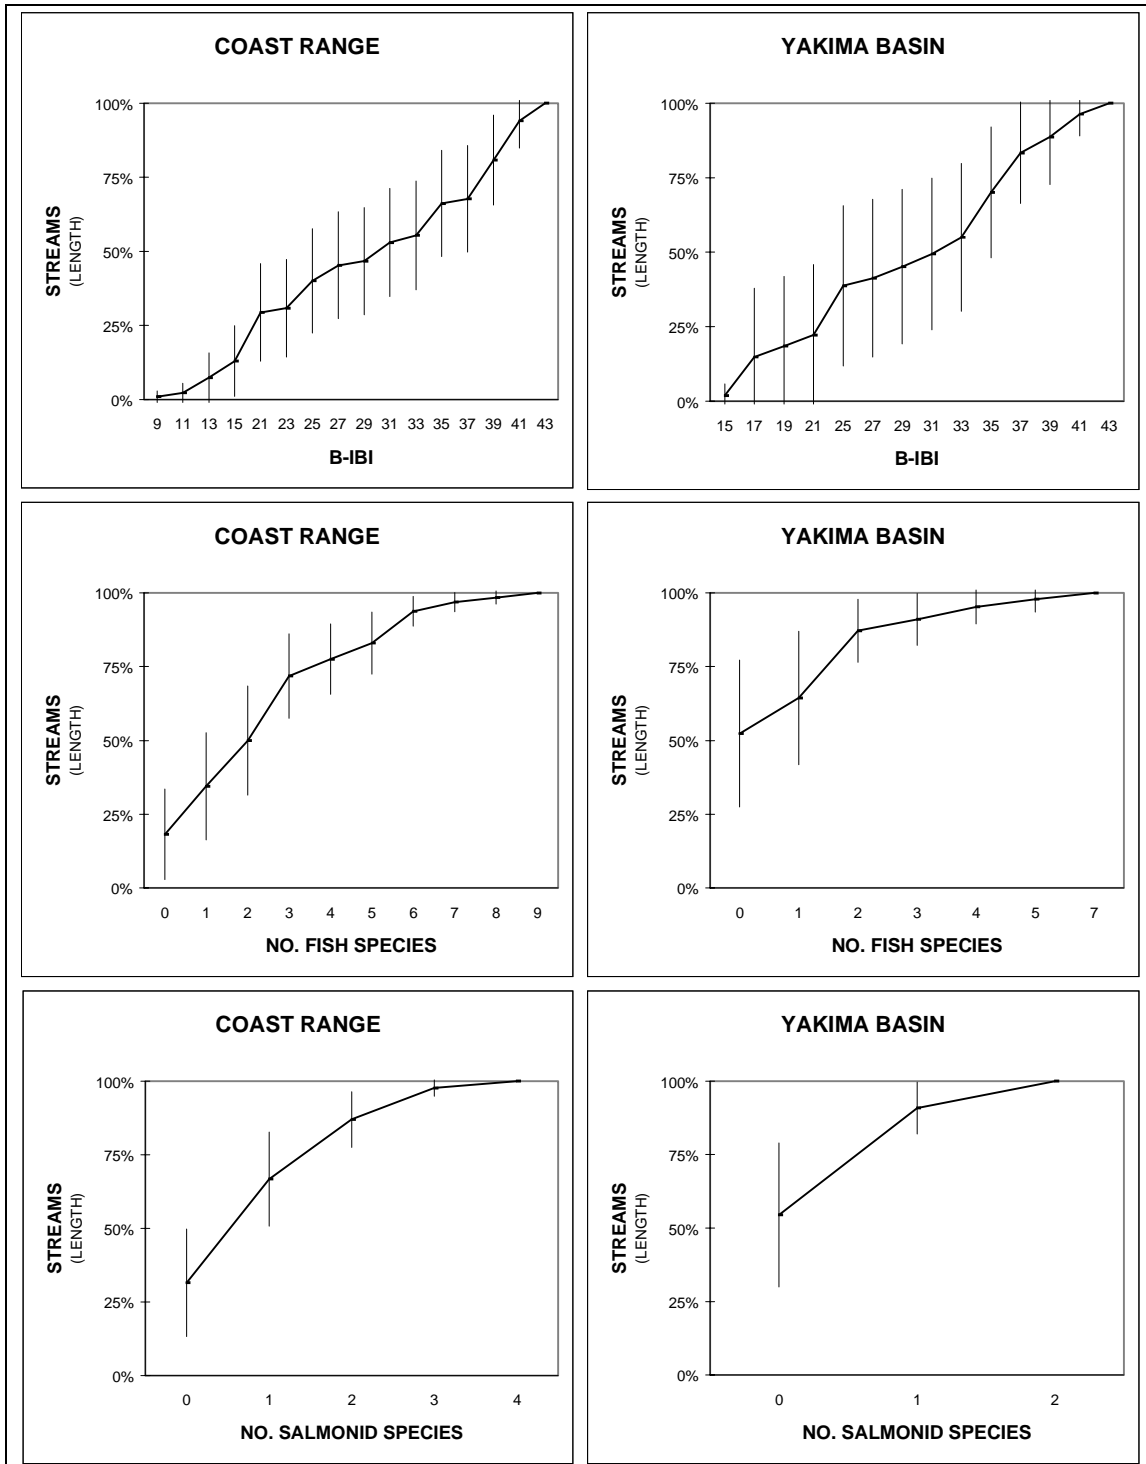 COAST RANGE
100%
75%
50%
25%
0%
STREAMS
(LENGTH)
9 11 13 15 21 23 25 27 29 31 33 35 37 39 41 43
B-IBI
YAKIMA BASIN
100%
75%
50%
25%
0%
STREAMS
(LENGTH)
15 17 19 21 25 27 29 31 33 35 37 39 41 43
B-IBI
COAST RANGE
100%
75%
50%
25%
0%
STREAMS
(LENGTH)
0 1 2 3 4 5 6 7 8 9
NO. FISH SPECIES
YAKIMA BASIN
100%
75%
50%
25%
0%
STREAMS
(LENGTH)
0 1 2 3 4 5 7
NO. FISH SPECIES
COAST RANGE
100%
75%
50%
25%
0%
STREAMS
(LENGTH)
0 1 2 3 4
NO. SALMONID SPECIES
YAKIMA BASIN
100%
75%
50%
25%
0%
STREAMS
(LENGTH)
0 1 2
NO. SALMONID SPECIES